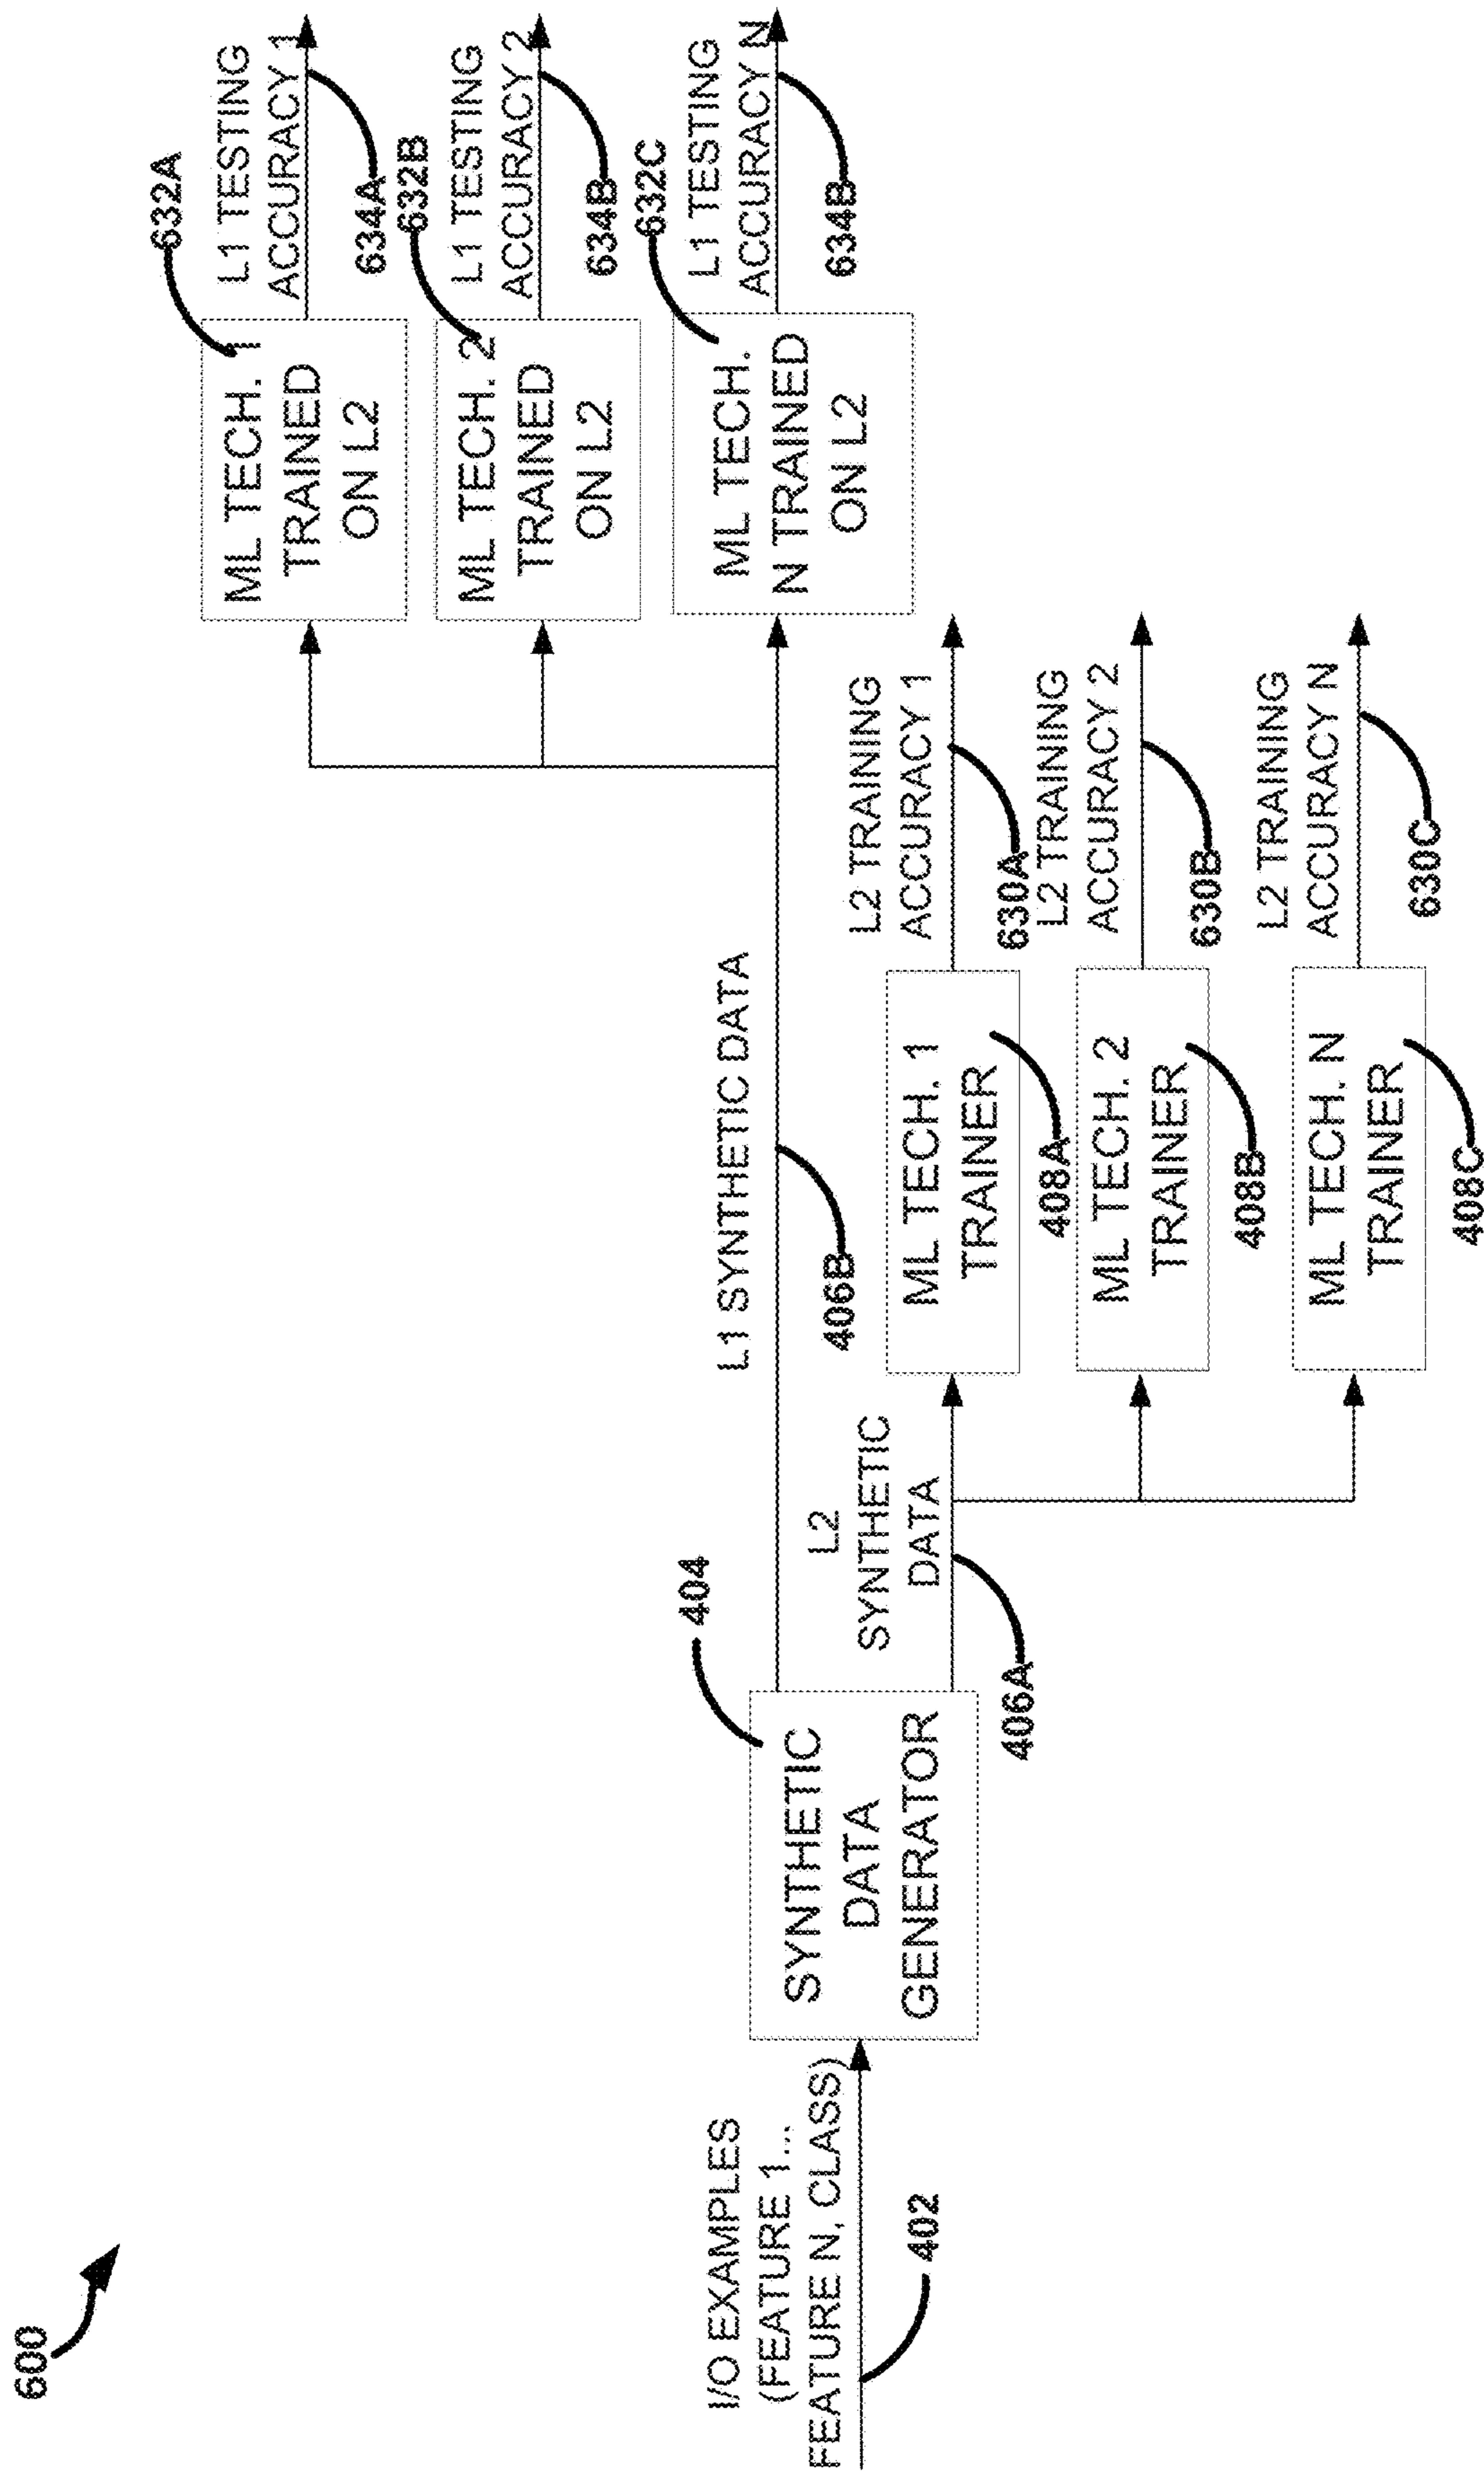 600
I/O EXAMPLES
(FEATURE 1...
FEATURE N, CLASS)
402
SYNTHETIC
DATA
GENERATOR
404
L1 SYNTHETIC DATA
406B
L2
SYNTHETIC
DATA
406A
ML TECH. 1
TRAINER
408A
ML TECH. 2
TRAINER
408B
ML TECH. N
TRAINER
408C
L2 TRAINING
ACCURACY 1
630A
L2 TRAINING
ACCURACY 2
630B
L2 TRAINING
ACCURACY N
630C
ML TECH. 1
TRAINED
ON L2
632A
ML TECH. 2
TRAINED
ON L2
632B
ML TECH.
N TRAINED
ON L2
632C
L1 TESTING
ACCURACY 1
634A
L1 TESTING
ACCURACY 2
634B
L1 TESTING
ACCURACY N
634B